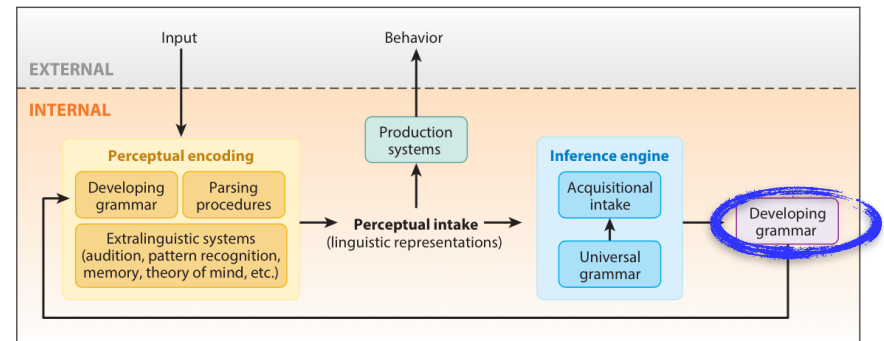 Input
Behavior
EXTERNAL
INTERNAL
Production
systems
Perceptual encoding
Developing
grammar
Parsing
procedures
Extralinguistic systems
(audition, pattern recognition,
memory, theory of mind, etc.)
Perceptual intake
(linguistic representations)
Inference engine
Acquisitional
intake
Universal
grammar
Developing
grammar